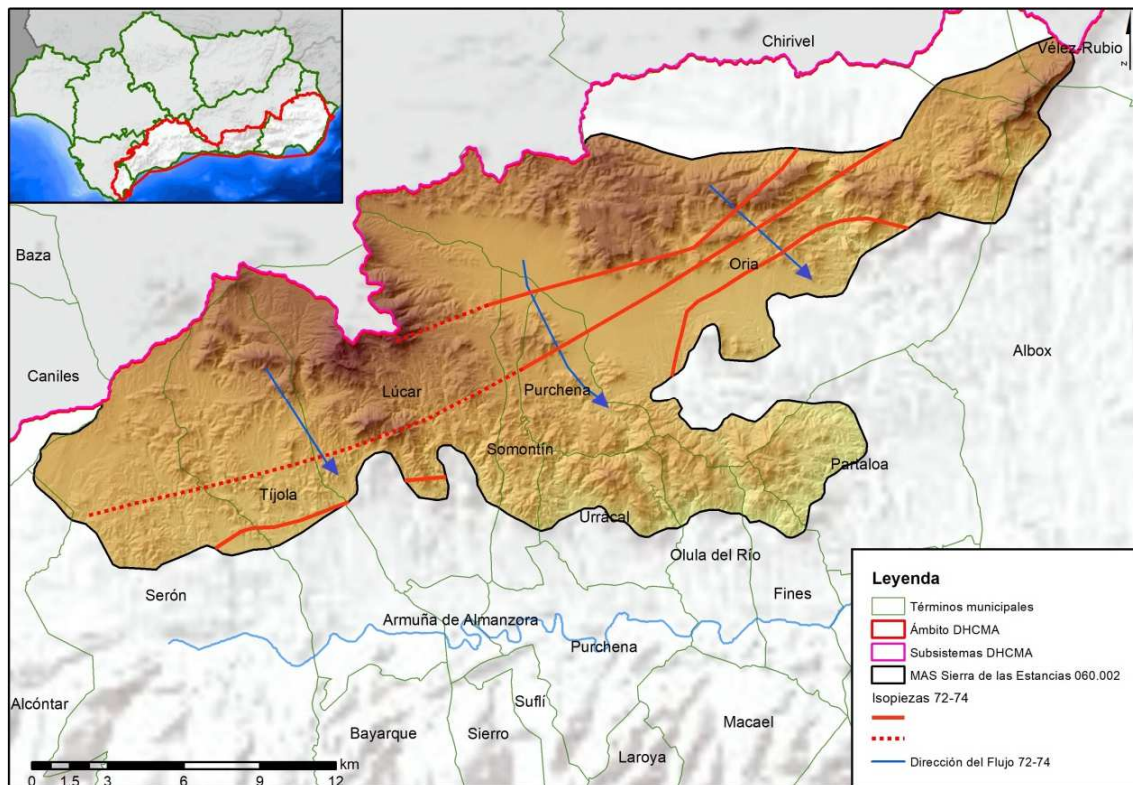 Chirivel
Vélez-Rubio
z
Baza
Oria
Albox
Caniles
Lúcar
Purchena
Somontín
Partaloa
Tíjola
Urrácal
Olula del Río
Serón
Fines
Armuña de Almanzora
Purchena
Alcóntar
Suflí
Bayarque
Sierro
Macael
Laroya
km
0 1,5 3 6 9 12
Leyenda
Términos municipales
Ámbito DHCMA
Subsistemas DHCMA
MAS Sierra de las Estancias 060.002
Isopiezas 72-74
Dirección del Flujo 72-74